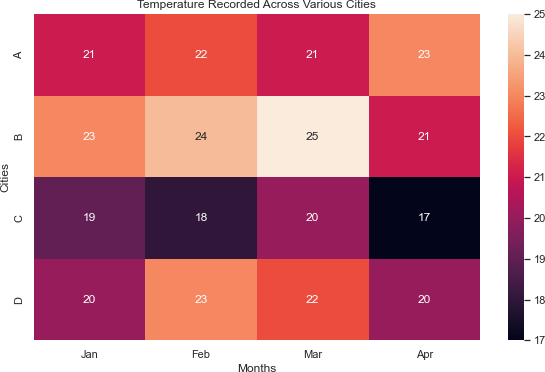 Temperature Recorded Across Various Cities
A 21 22 21 23
B 23 24 25 21
C 19 18 20 17
D 20 23 22 20
Jan Feb Mar Apr
Months
Cities
25
24
23
22
21
20
19
18
17